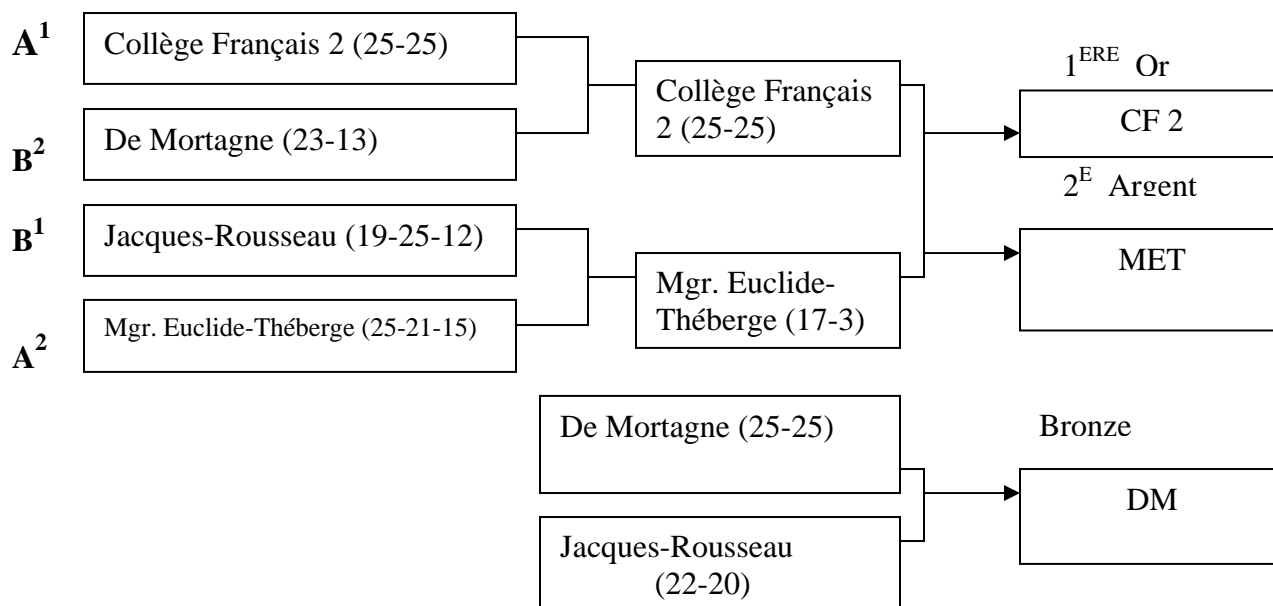 A¹
Collège Français 2 (25-25)
B²
De Mortagne (23-13)
B¹
Jacques-Rousseau (19-25-12)
A²
Mgr. Euclide-Théberge (25-21-15)
Collège Français
2 (25-25)
Mgr. Euclide-
Théberge (17-3)
1ERE Or
CF 2
2E Argent
MET
De Mortagne (25-25)
Jacques-Rousseau
(22-20)
Bronze
DM